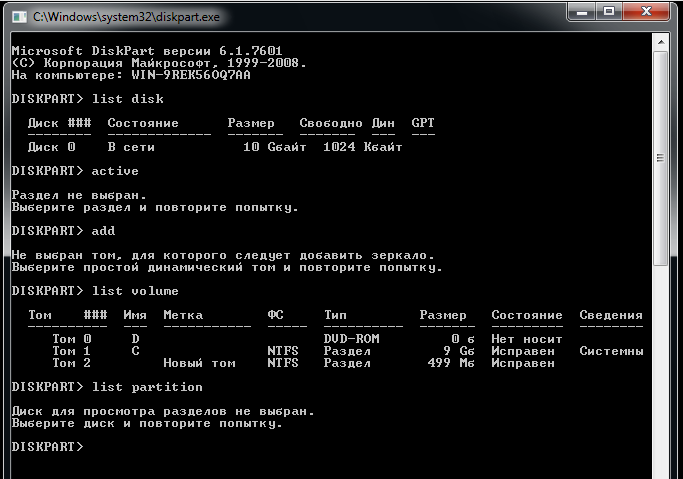 C:\Windows\system32\diskpart.exe
Microsoft DiskPart версии 6.1.7601
(C) Корпорация Майкрософт, 1999-2008.
На компьютере: WIN-9REK56OQ7AA
DISKPART> list disk
Диск ### Состояние Размер Свободно Дин GPT
-------- ------------- ------- ------- --- ---
Диск 0 В сети 10 Gбайт 1024 Kбайт
DISKPART> active
Раздел не выбран.
Выберите раздел и повторите попытку.
DISKPART> add
Не выбран том, для которого следует добавить зеркало.
Выберите простой динамический том и повторите попытку.
DISKPART> list volume
Том ### Имя Метка ФС Тип Размер Состояние Сведения
---------- --- ----------- ----- ---------- ------- --------- --------
Том 0 D DVD-ROM 0 б Нет носит
Том 1 C NTFS Раздел 9 Gб Исправен Системны
Том 2 Новый том NTFS Раздел 499 Mб Исправен
DISKPART> list partition
Диск для просмотра разделов не выбран.
Выберите диск и повторите попытку.
DISKPART>